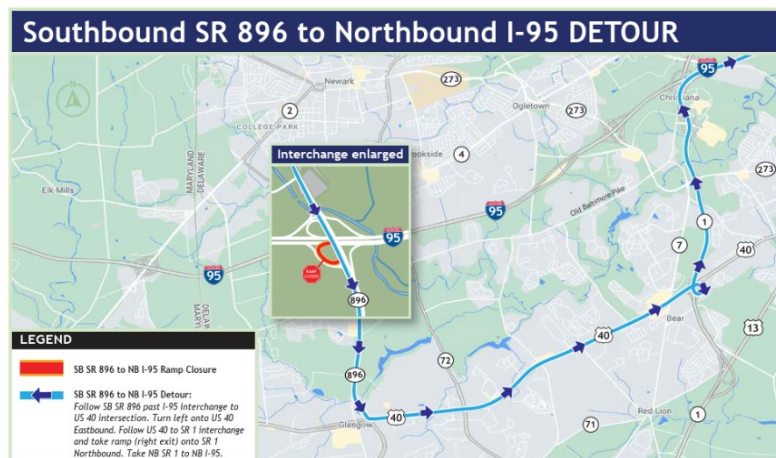 Southbound SR 896 to Northbound I-95 DETOUR
95
273
Christiana
N
Newark
2
Ogletown
COLLEGE PARK
Interchange enlarged
ookside
4
273
MARYLAND
DELAWARE
Elk Mills
Old Baltimore Pike
95
1
95
7
40
95
RAMP
CLOSED
896
DELAW
MARY
40
Bear
13
LEGEND
SB SR 896 to NB I-95 Ramp Closure
72
896
SB SR 896 to NB I-95 Detour:
Follow SB SR 896 past I-95 interchange to
US 40 intersection. Turn left onto US 40
Eastbound. Follow US 40 to SR 1 interchange
and take ramp (right exit) onto SR 1
Northbound. Take NB SR 1 to NB I-95.
40
Glasgow
Red Lion
1
71